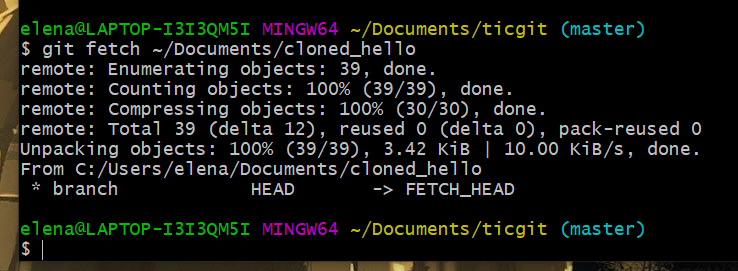 elena@LAPTOP-I3I3QM5I MINGW64 ~/Documents/ticgit (master)
$ git fetch ~/Documents/cloned_hello
remote: Enumerating objects: 39, done.
remote: Counting objects: 100% (39/39), done.
remote: Compressing objects: 100% (30/30), done.
remote: Total 39 (delta 12), reused 0 (delta 0), pack-reused 0
Unpacking objects: 100% (39/39), 3.42 KiB | 10.00 KiB/s, done.
From C:/Users/elena/Documents/cloned_hello
 * branch            HEAD       -> FETCH_HEAD
elena@LAPTOP-I3I3QM5I MINGW64 ~/Documents/ticgit (master)
$